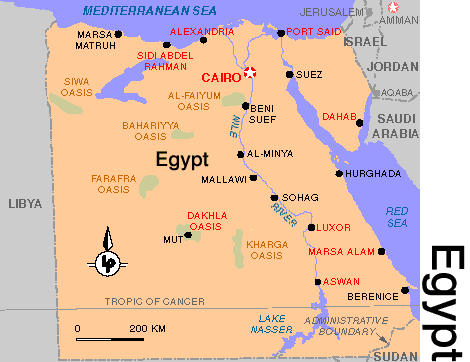 MEDITERRANEAN SEA
JERUSALEM
AMMAN
MARSA
MATRUH
ALEXANDRIA
PORT SAID
ISRAEL
SIDI ABDEL
RAHMAN
CAIRO
SUEZ
JORDAN
SIWA
OASIS
AL-FAIYUM
OASIS
AQABA
BENI
SUEF
DAHAB
SAUDI
ARABIA
BAHARIYYA
OASIS
NILE
Egypt
AL-MINYA
FARAFRA
OASIS
MALLAWI
HURGHADA
LIBYA
SOHAG
RIVER
RED
SEA
DAKHLA
OASIS
MUT
LUXOR
KHARGA
OASIS
MARSA ALAM
LP
ASWAN
BERENICE
TROPIC OF CANCER
0
200 KM
LAKE
NASSER
ADMINISTRATIVE
BOUNDARY
SUDAN
Egypt